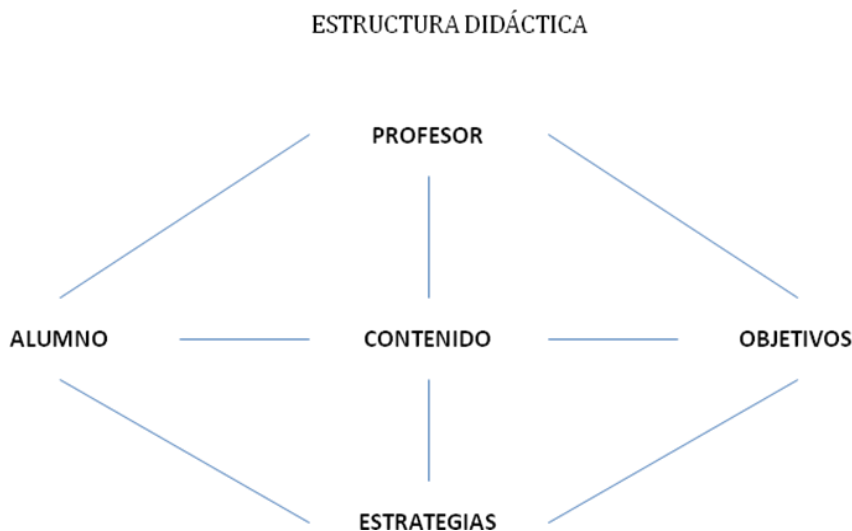 ESTRUCTURA DIDÁCTICA
PROFESOR
ALUMNO CONTENIDO OBJETIVOS
ESTRATEGIAS